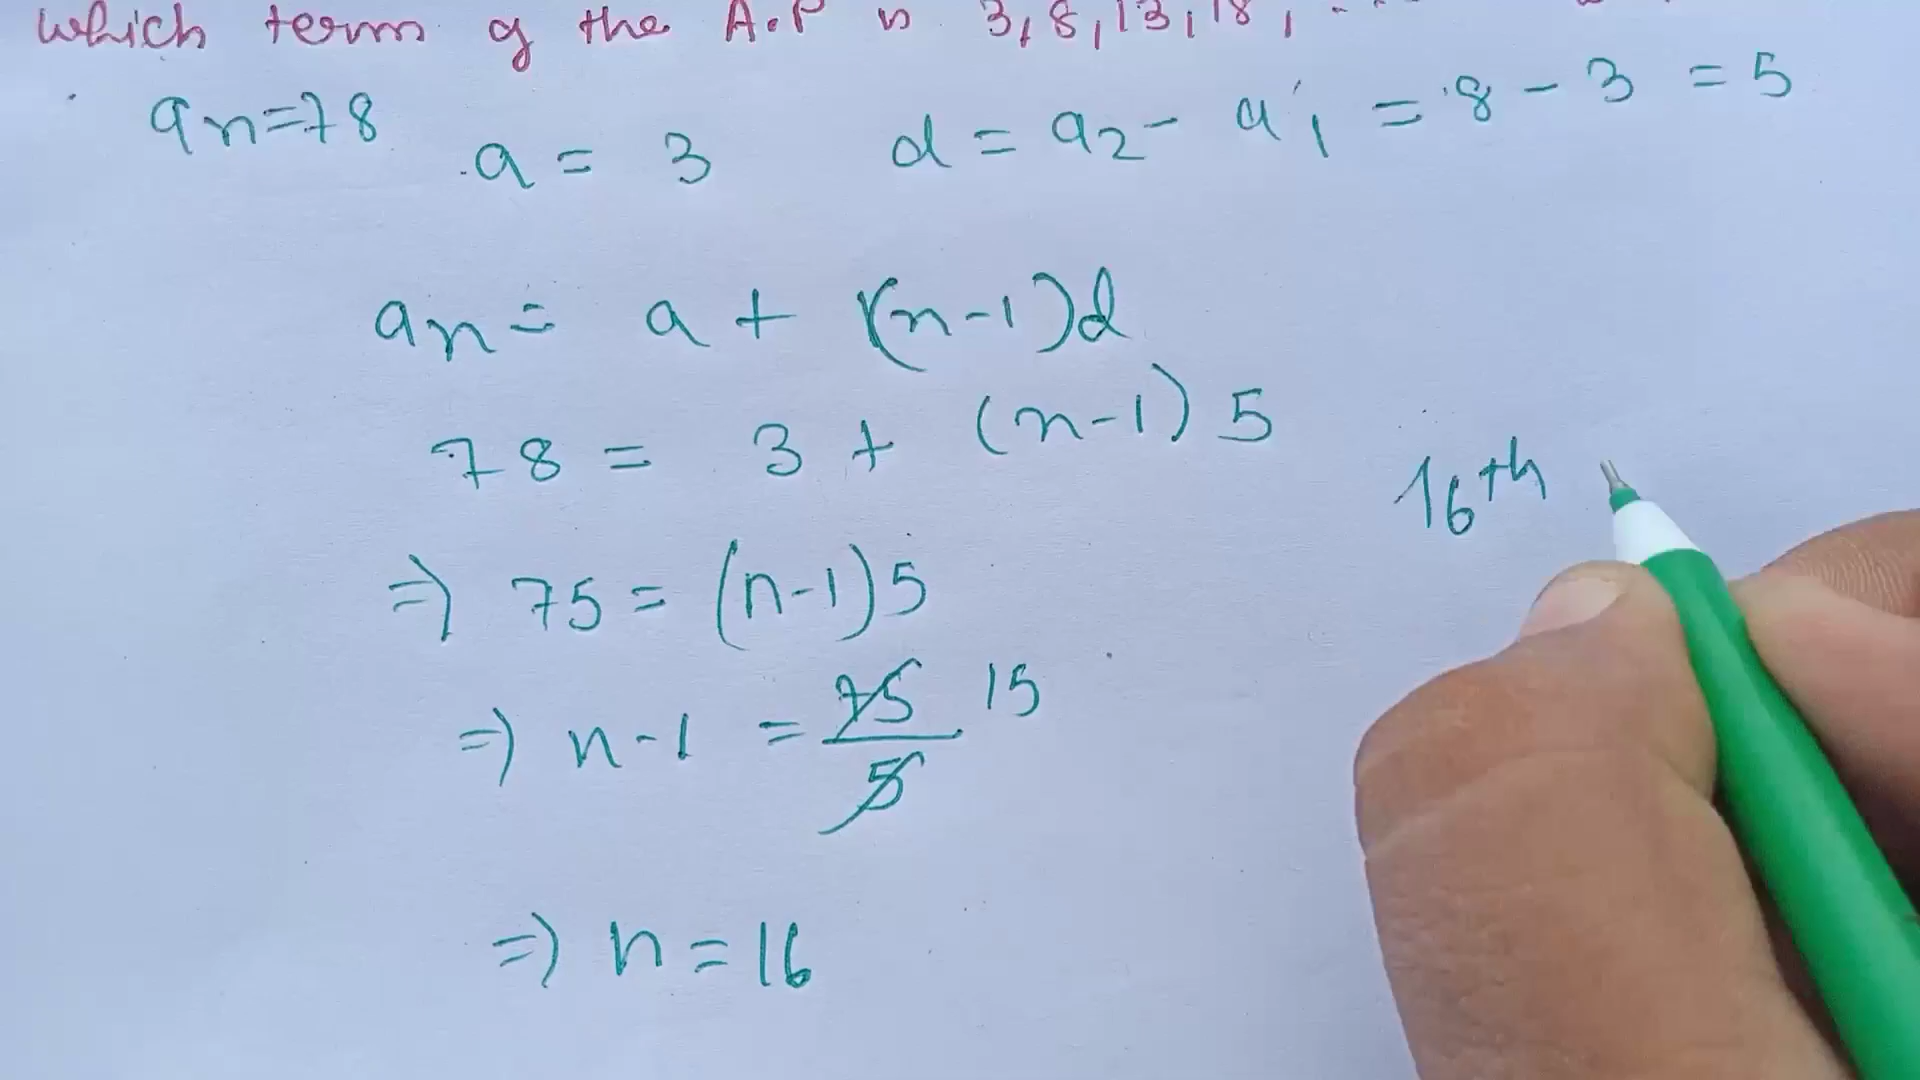 Which term of the A.P is 3, 8, 13, 18, ...
an=78 a = 3 d = a2 - a1 = 8 - 3 = 5
an = a + (n-1)d
78 = 3 + (n-1) 5
16th
=> 75 = (n-1)5
=> n-1 = 75/5 15
=> n = 16